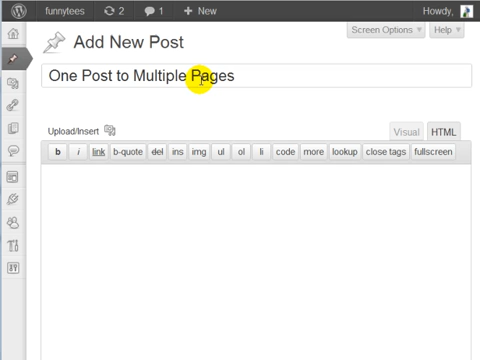 funnytees 2 1 + New Howdy,
Screen Options Help
Add New Post
One Post to Multiple Pages
Upload/Insert Visual HTML
b i link b-quote del ins img ul ol li code more lookup close tags fullscreen